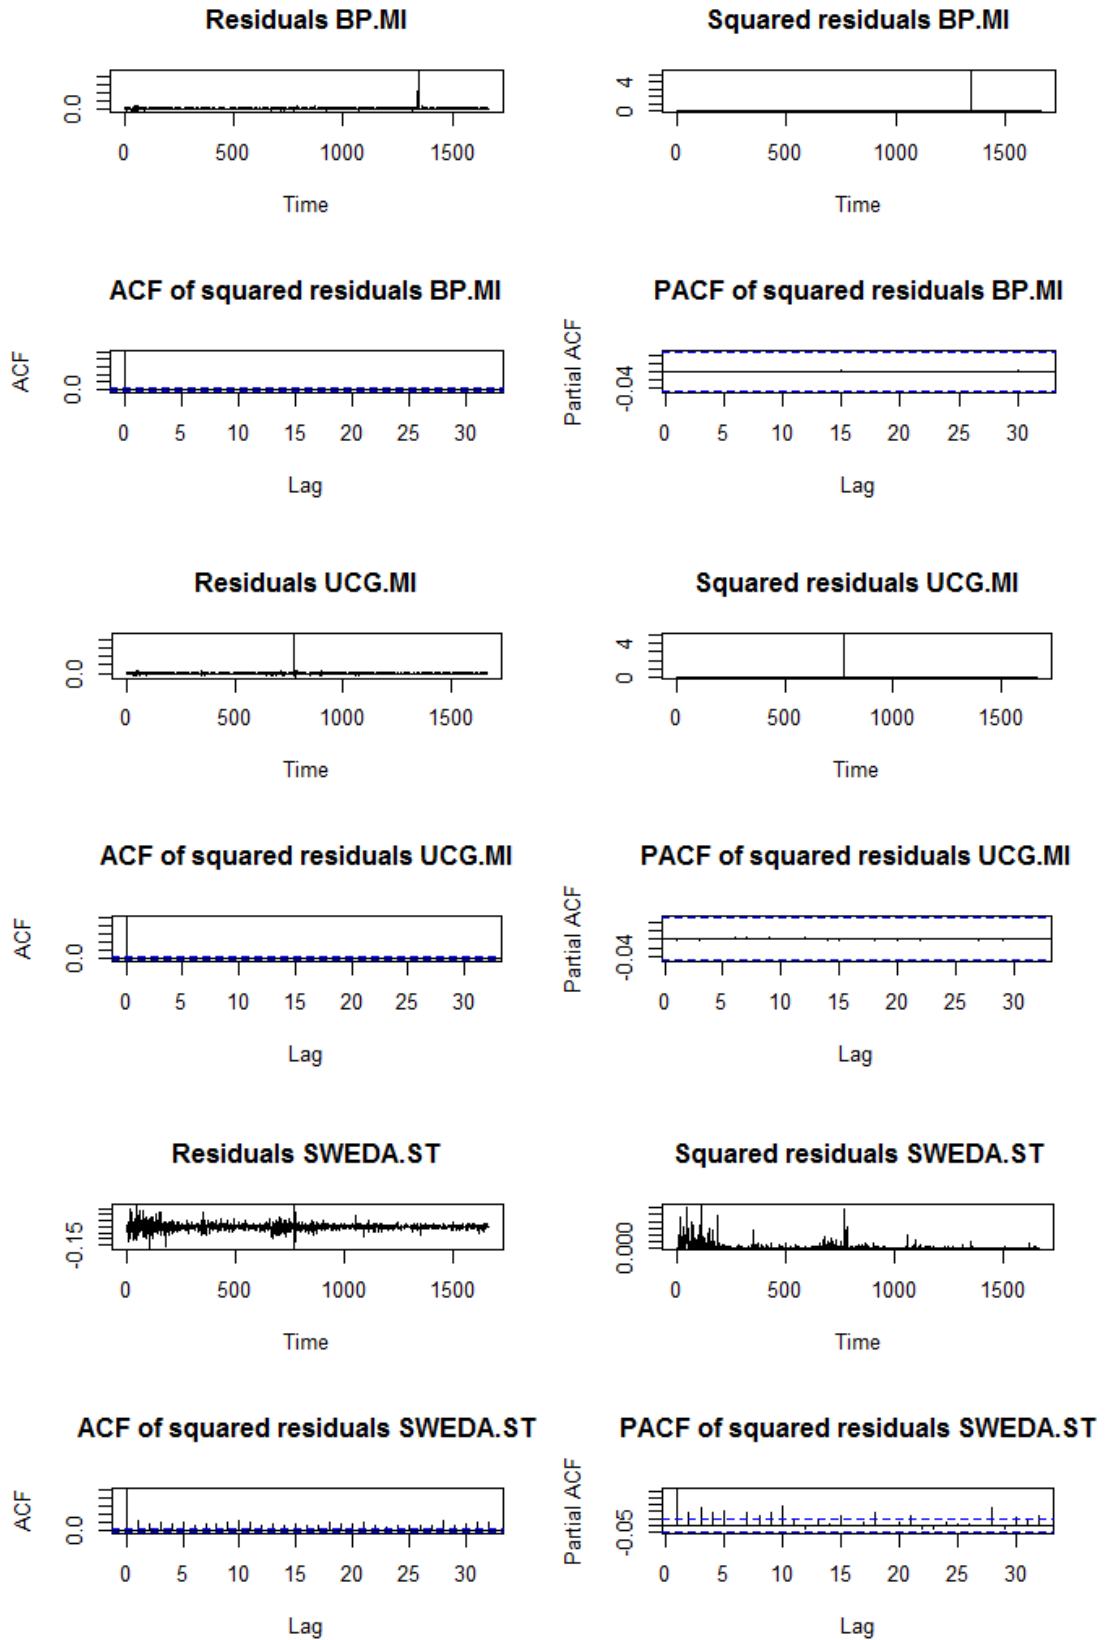 Residuals BP.MI
Squared residuals BP.MI
0.0
0 500 1000 1500
Time
0 4
0 500 1000 1500
Time
ACF of squared residuals BP.MI
PACF of squared residuals BP.MI
ACF
0.0
0 5 10 15 20 25 30
Lag
Partial ACF
-0.04
0 5 10 15 20 25 30
Lag
Residuals UCG.MI
Squared residuals UCG.MI
0.0
0 500 1000 1500
Time
0 4
0 500 1000 1500
Time
ACF of squared residuals UCG.MI
PACF of squared residuals UCG.MI
ACF
0.0
0 5 10 15 20 25 30
Lag
Partial ACF
-0.04
0 5 10 15 20 25 30
Lag
Residuals SWEDA.ST
Squared residuals SWEDA.ST
-0.15
0 500 1000 1500
Time
0.000
0 500 1000 1500
Time
ACF of squared residuals SWEDA.ST
PACF of squared residuals SWEDA.ST
ACF
0.0
0 5 10 15 20 25 30
Lag
Partial ACF
-0.05
0 5 10 15 20 25 30
Lag